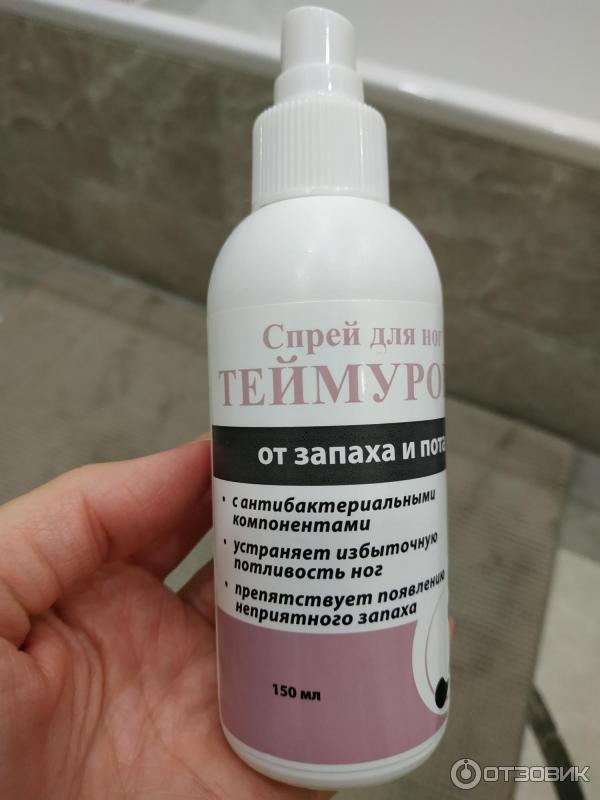 Спрей для ног
ТЕЙМУРО
от запаха и пота
• с антибактериальными
компонентами
• устраняет избыточную
потливость ног
• препятствует появлению
неприятного запаха
150 мл
ОТЗОВИК